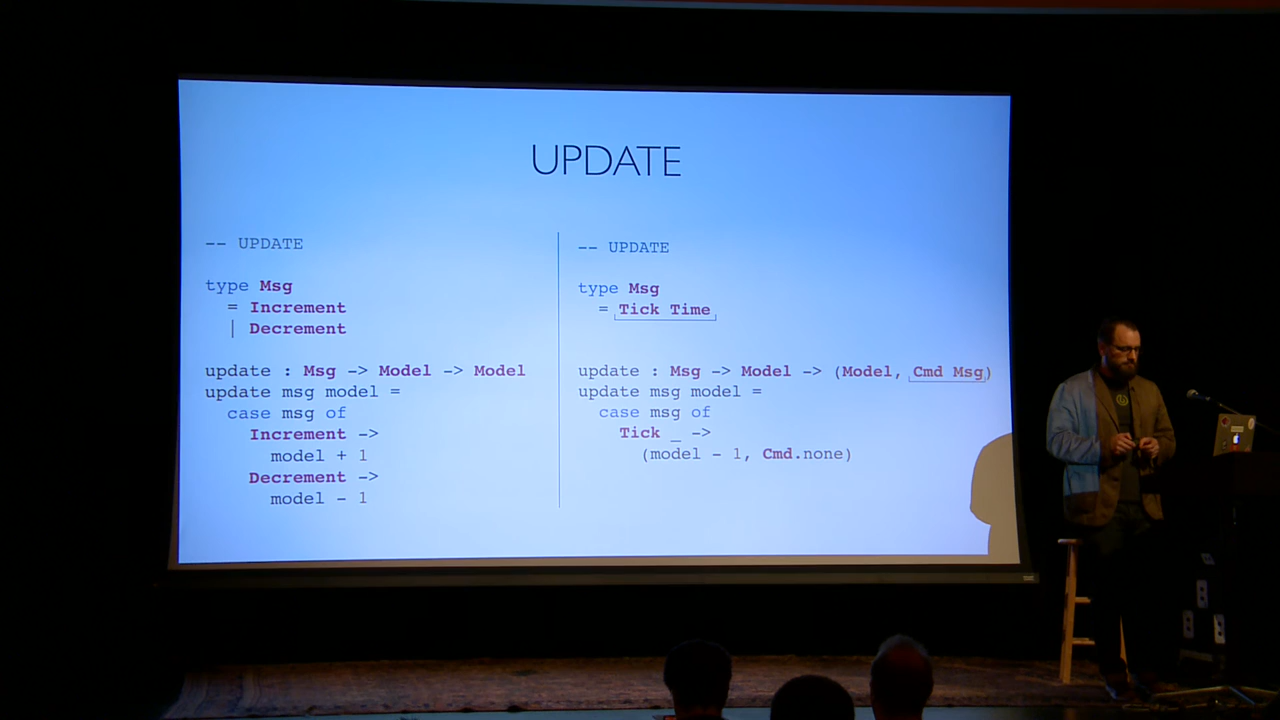 UPDATE
-- UPDATE
type Msg
= Increment
| Decrement
update : Msg -> Model -> Model
update msg model =
case msg of
Increment ->
model + 1
Decrement ->
model - 1
-- UPDATE
type Msg
= Tick Time
update : Msg -> Model -> (Model, Cmd Msg)
update msg model =
case msg of
Tick _ ->
(model - 1, Cmd.none)